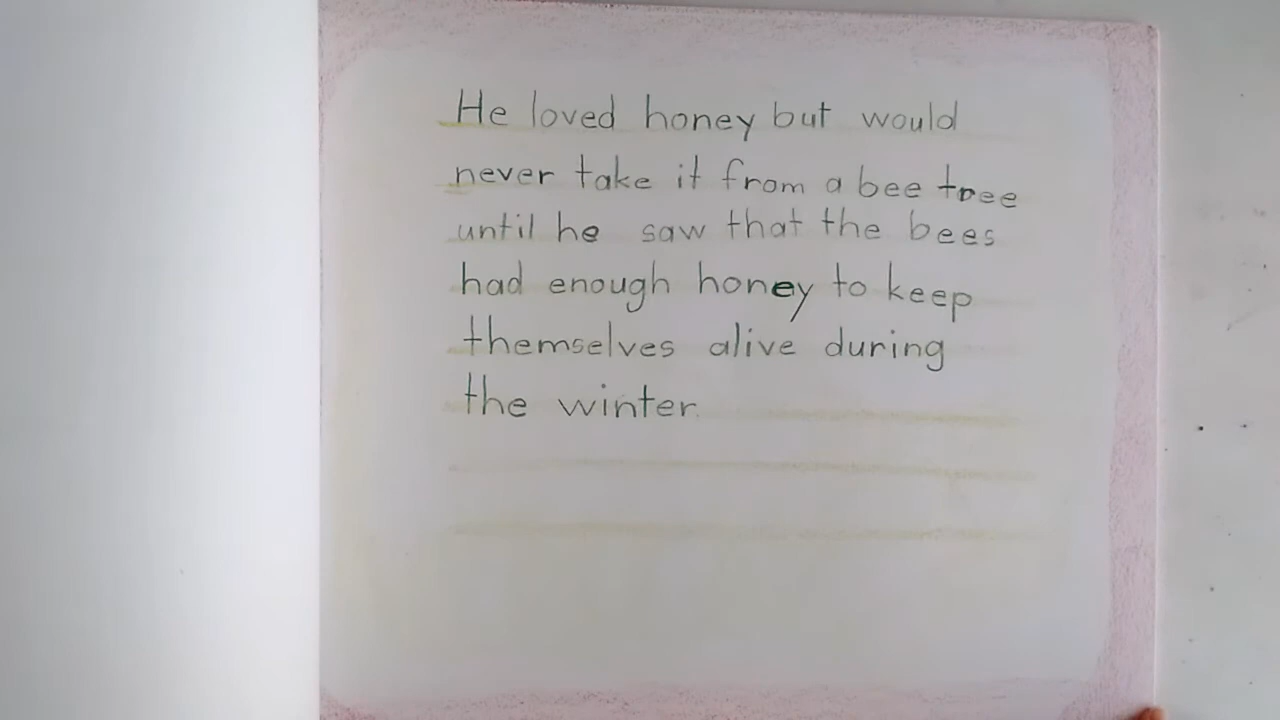 He loved honey but would
never take it from a bee tree
until he saw that the bees
had enough honey to keep
themselves alive during
the winter.